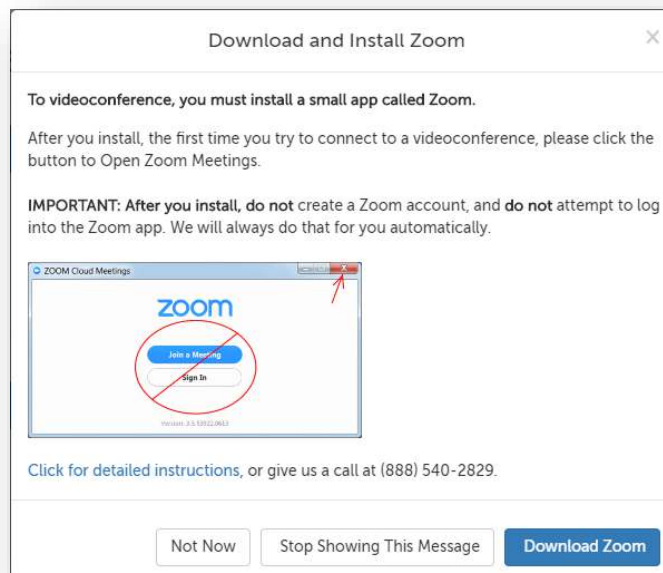 Download and Install Zoom
To videoconference, you must install a small app called Zoom.
After you install, the first time you try to connect to a videoconference, please click the
button to Open Zoom Meetings.
IMPORTANT: After you install, do not create a Zoom account, and do not attempt to log
into the Zoom app. We will always do that for you automatically.
ZOOM Cloud Meetings
zoom
Join a Meeting
Sign In
Click for detailed instructions, or give us a call at (888) 540-2829.
Not Now
Stop Showing This Message
Download Zoom